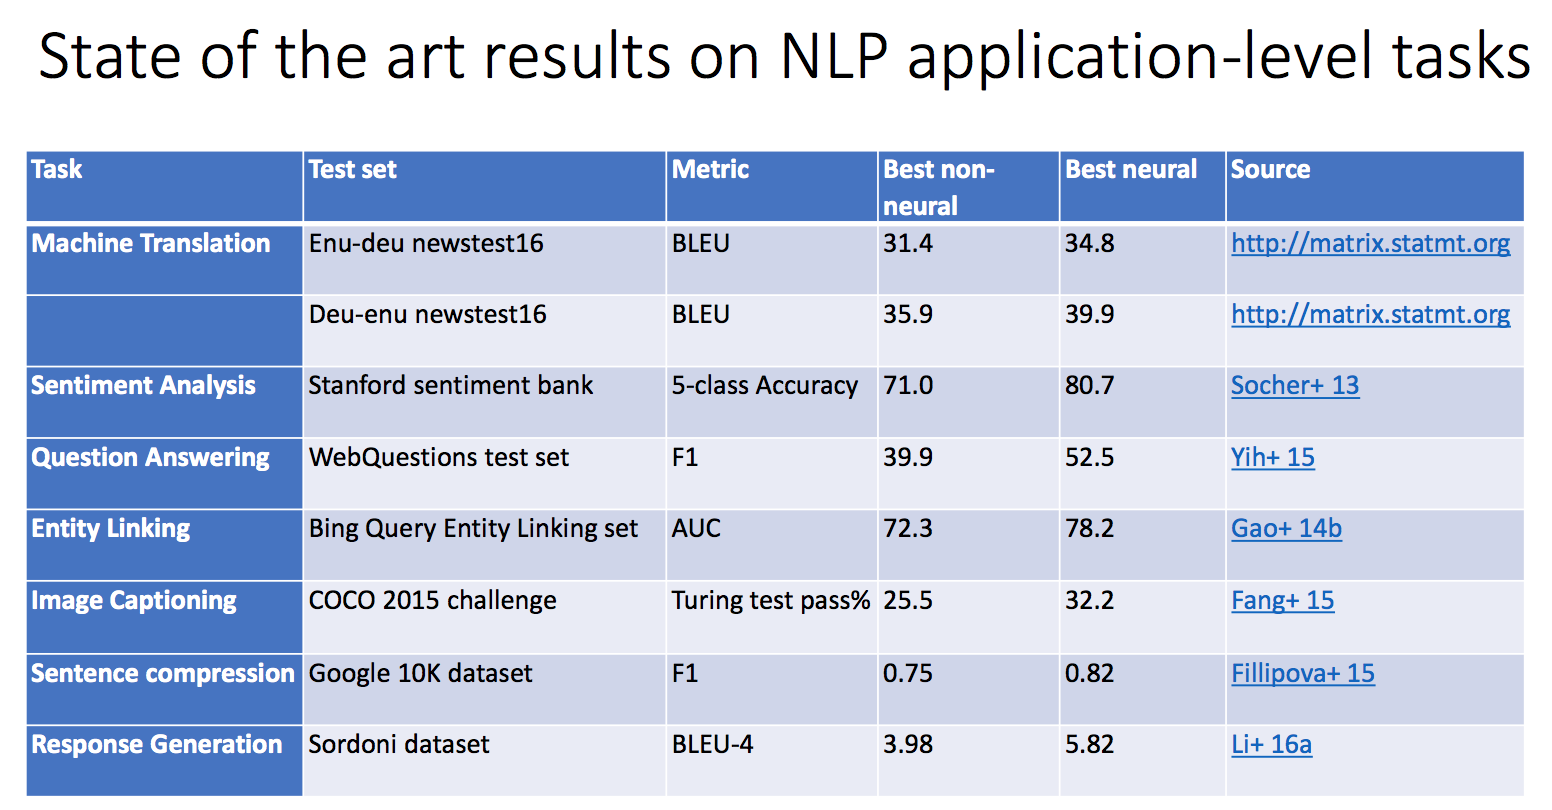 State of the art results on NLP application-level tasks
Task Test set Metric Best non-neural Best neural Source
Machine Translation Enu-deu newstest16 BLEU 31.4 34.8 http://matrix.statmt.org
Deu-enu newstest16 BLEU 35.9 39.9 http://matrix.statmt.org
Sentiment Analysis Stanford sentiment bank 5-class Accuracy 71.0 80.7 Socher+ 13
Question Answering WebQuestions test set F1 39.9 52.5 Yih+ 15
Entity Linking Bing Query Entity Linking set AUC 72.3 78.2 Gao+ 14b
Image Captioning COCO 2015 challenge Turing test pass% 25.5 32.2 Fang+ 15
Sentence compression Google 10K dataset F1 0.75 0.82 Fillipova+ 15
Response Generation Sordoni dataset BLEU-4 3.98 5.82 Li+ 16a